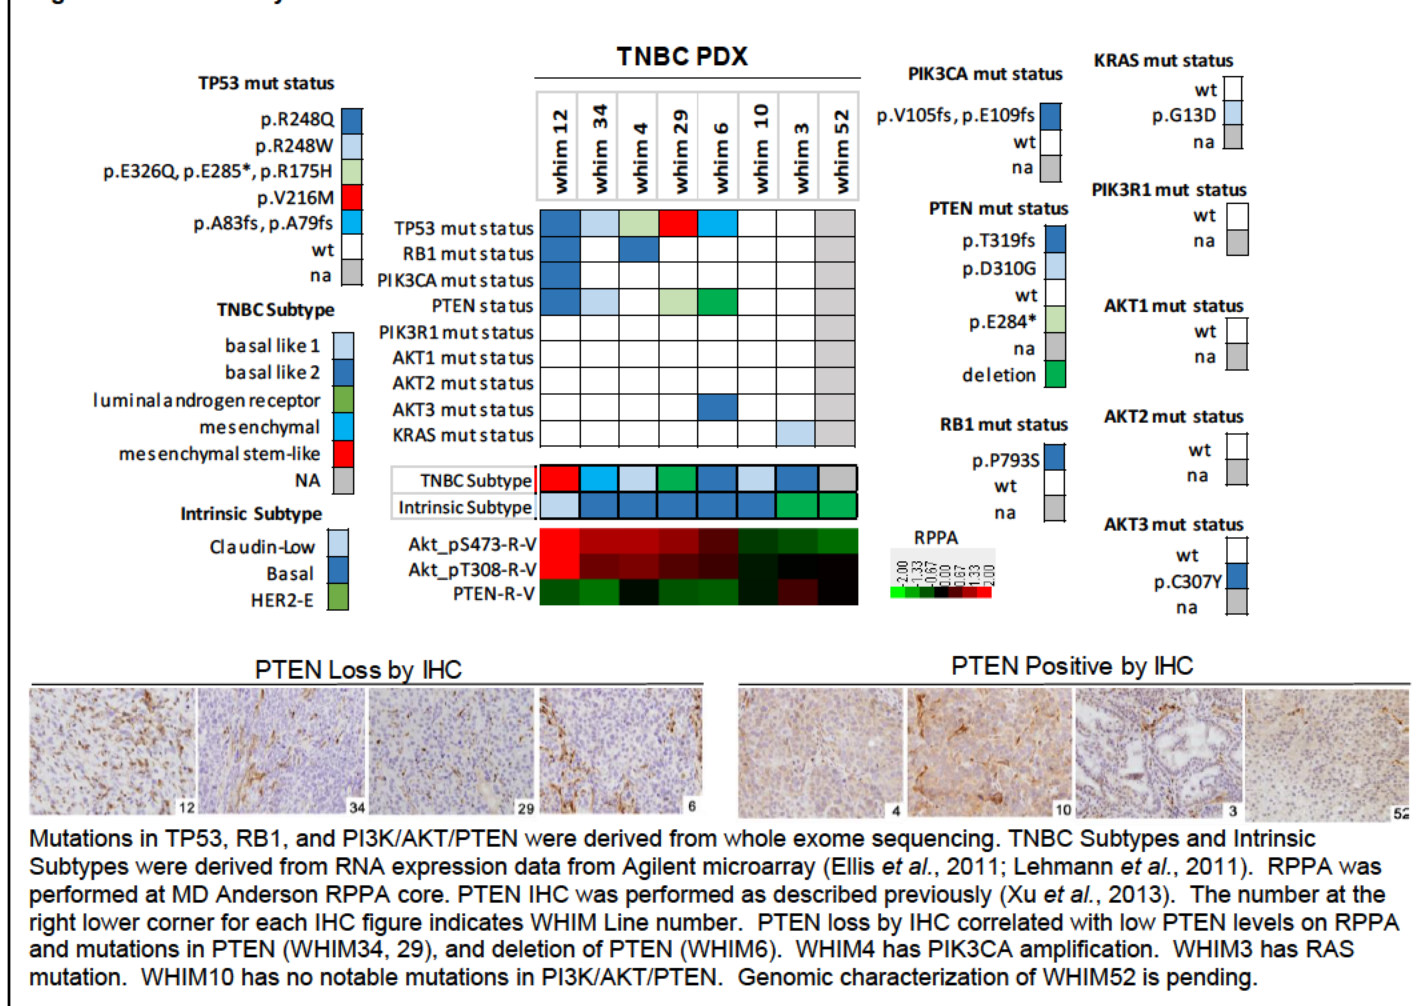 TNBC PDX
whim 12
whim 34
whim 4
whim 29
whim 6
whim 10
whim 3
whim 52
TP53 mut status
p.R248Q
p.R248W
p.E326Q, p.E285*, p.R175H
p.V216M
p.A83fs, p.A79fs
wt
na
TNBC Subtype
basal like 1
basal like 2
luminal androgen receptor
mesenchymal
mesenchymal stem-like
NA
Intrinsic Subtype
Claudin-Low
Basal
HER2-E
TP53 mut status
RB1 mut status
PIK3CA mut status
PTEN status
PIK3R1 mut status
AKT1 mut status
AKT2 mut status
AKT3 mut status
KRAS mut status
TNBC Subtype
Intrinsic Subtype
Akt_pS473-R-V
Akt_pT308-R-V
PTEN-R-V
PIK3CA mut status
p.V105fs, p.E109fs
wt
na
PTEN mut status
p.T319fs
p.D310G
wt
p.E284*
na
deletion
RB1 mut status
p.P793S
wt
na
RPPA
-2.00
-1.33
-0.67
0.00
0.67
1.33
2.00
KRAS mut status
wt
p.G13D
na
PIK3R1 mut status
wt
na
AKT1 mut status
wt
na
AKT2 mut status
wt
na
AKT3 mut status
wt
p.C307Y
na
PTEN Loss by IHC
12
34
29
6
PTEN Positive by IHC
4
10
3
52
Mutations in TP53, RB1, and PI3K/AKT/PTEN were derived from whole exome sequencing. TNBC Subtypes and Intrinsic
Subtypes were derived from RNA expression data from Agilent microarray (Ellis et al., 2011; Lehmann et al., 2011). RPPA was
performed at MD Anderson RPPA core. PTEN IHC was performed as described previously (Xu et al., 2013). The number at the
right lower corner for each IHC figure indicates WHIM Line number. PTEN loss by IHC correlated with low PTEN levels on RPPA
and mutations in PTEN (WHIM34, 29), and deletion of PTEN (WHIM6). WHIM4 has PIK3CA amplification. WHIM3 has RAS
mutation. WHIM10 has no notable mutations in PI3K/AKT/PTEN. Genomic characterization of WHIM52 is pending.